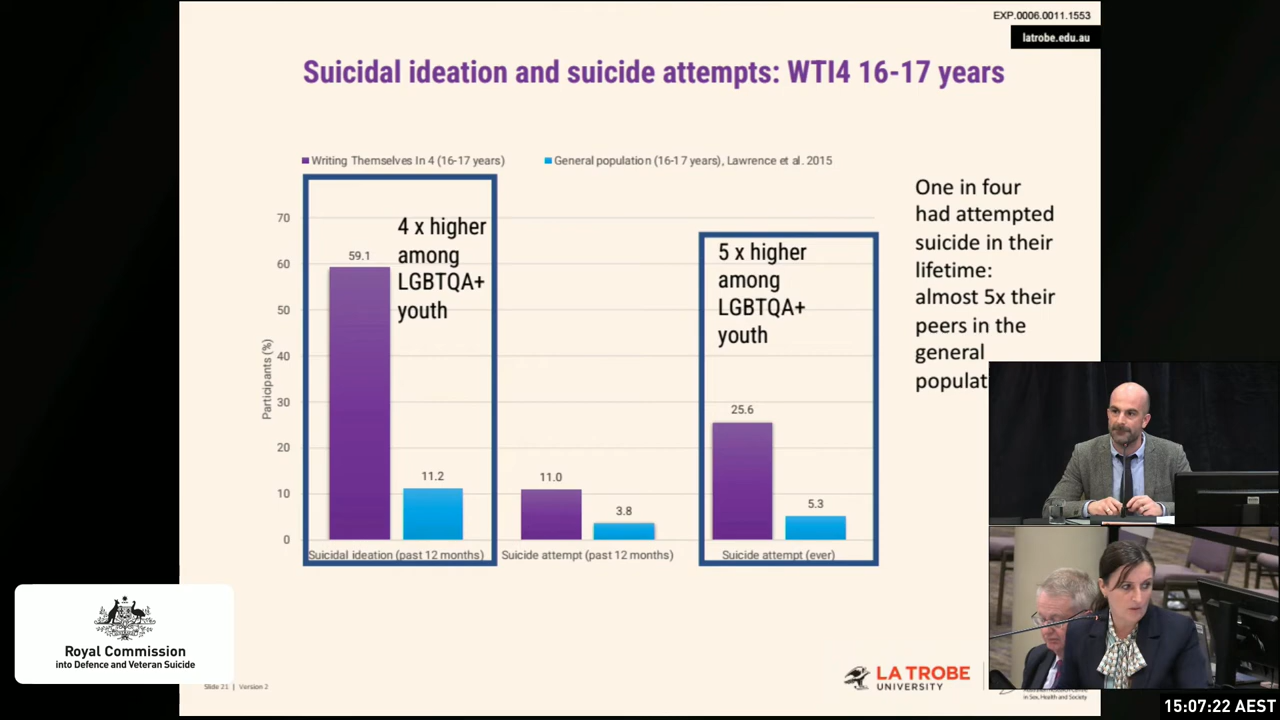 EXP.0006.0011.1553
latrobe.edu.au
Suicidal ideation and suicide attempts: WTI4 16-17 years
Writing Themselves In 4 (16-17 years)
General population (16-17 years), Lawrence et al. 2015
One in four
had attempted
suicide in their
lifetime:
almost 5x their
peers in the
general
populat
4 x higher
among
LGBTQA+
youth
5 x higher
among
LGBTQA+
youth
Participants (%)
70
60
50
40
30
20
10
0
59.1
11.2
11.0
3.8
25.6
5.3
Suicidal ideation (past 12 months)
Suicide attempt (past 12 months)
Suicide attempt (ever)
Royal Commission
into Defence and Veteran Suicide
Slide 21 | Version 2
LA TROBE
UNIVERSITY
in Sex, Health and Society
15:07:22 AEST